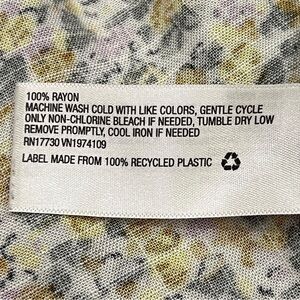 100% RAYON
MACHINE WASH COLD WITH LIKE COLORS, GENTLE CYCLE
ONLY NON-CHLORINE BLEACH IF NEEDED, TUMBLE DRY LOW
REMOVE PROMPTLY, COOL IRON IF NEEDED
RN17730 VN1974109
LABEL MADE FROM 100% RECYCLED PLASTIC